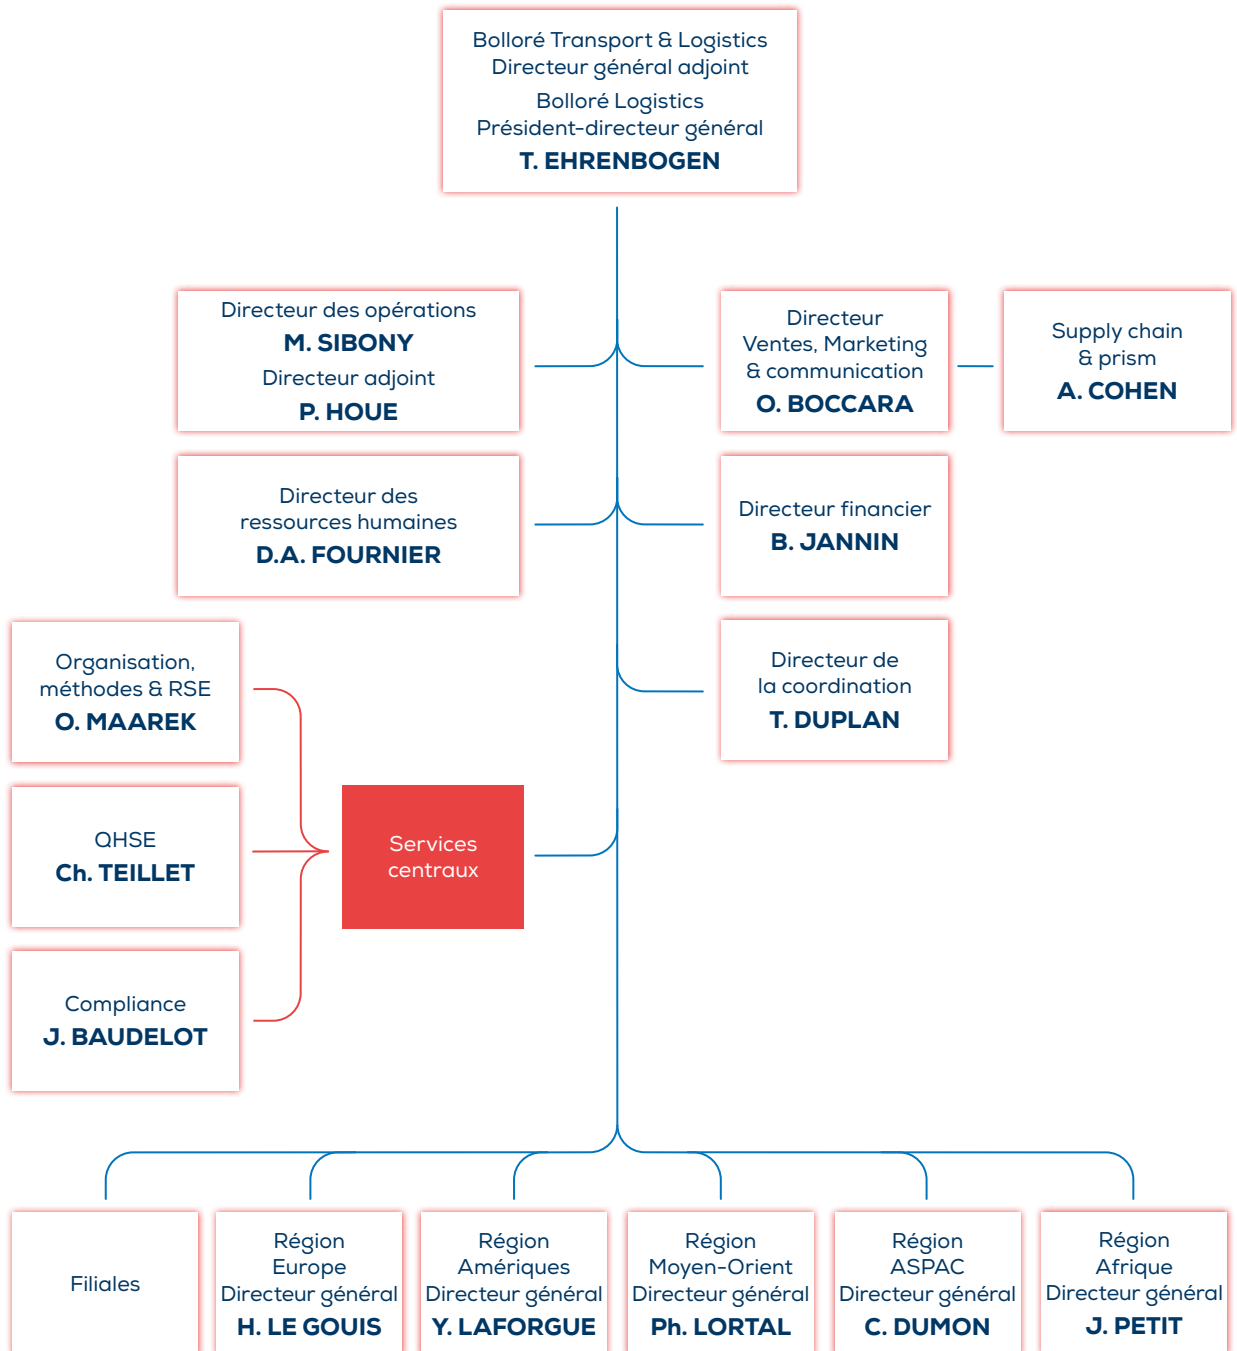 Bolloré Transport & Logistics
Directeur général adjoint
Bolloré Logistics
Président-directeur général
T. EHRENBOGEN
Directeur des opérations
M. SIBONY
Directeur adjoint
P. HOUE
Directeur
Ventes, Marketing
& communication
O. BOCCARA
Supply chain
& prism
A. COHEN
Directeur des
ressources humaines
D.A. FOURNIER
Directeur financier
B. JANNIN
Organisation,
méthodes & RSE
O. MAAREK
Directeur de
la coordination
T. DUPLAN
QHSE
Ch. TEILLET
Services
centraux
Compliance
J. BAUDELOT
Filiales
Région
Europe
Directeur général
H. LE GOUIS
Région
Amériques
Directeur général
Y. LAFORGUE
Région
Moyen-Orient
Directeur général
Ph. LORTAL
Région
ASPAC
Directeur général
C. DUMON
Région
Afrique
Directeur général
J. PETIT